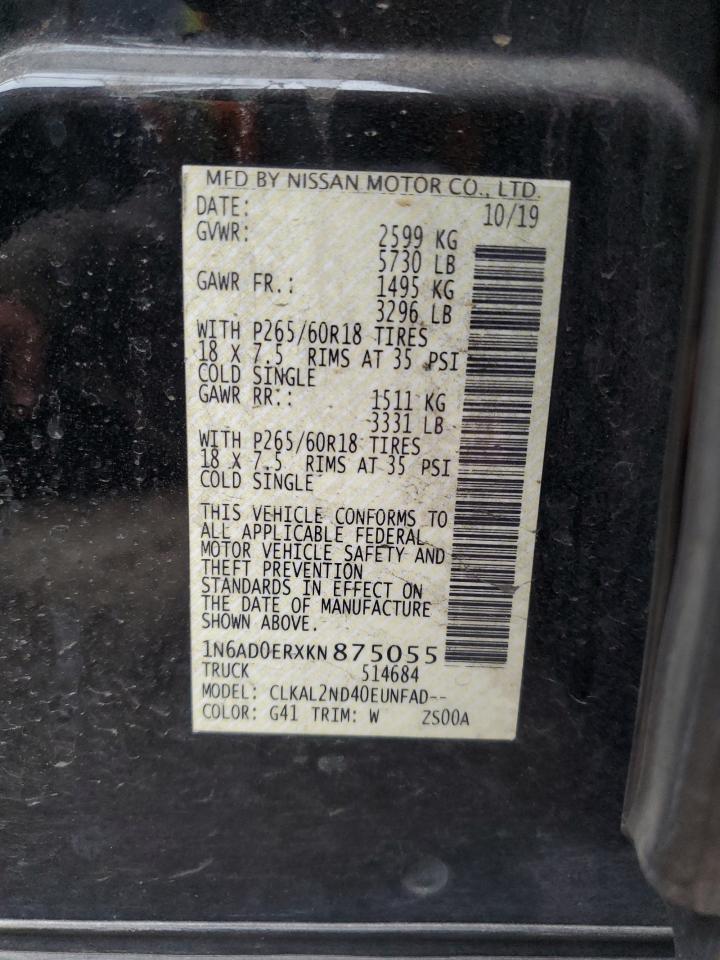 MFD BY NISSAN MOTOR CO., LTD.
DATE: 10/19
GVWR: 2599 KG
5730 LB
GAWR FR.: 1495 KG
3296 LB
WITH P265/60R18 TIRES
18 X 7.5 RIMS AT 35 PSI
COLD SINGLE
GAWR RR.: 1511 KG
3331 LB
WITH P265/60R18 TIRES
18 X 7.5 RIMS AT 35 PSI
COLD SINGLE
THIS VEHICLE CONFORMS TO
ALL APPLICABLE FEDERAL
MOTOR VEHICLE SAFETY AND
THEFT PREVENTION
STANDARDS IN EFFECT ON
THE DATE OF MANUFACTURE
SHOWN ABOVE.
1N6AD0ERXKN875055
TRUCK 514684
MODEL: CLKAL2ND40EUNFAD--
COLOR: G41 TRIM: W ZS00A